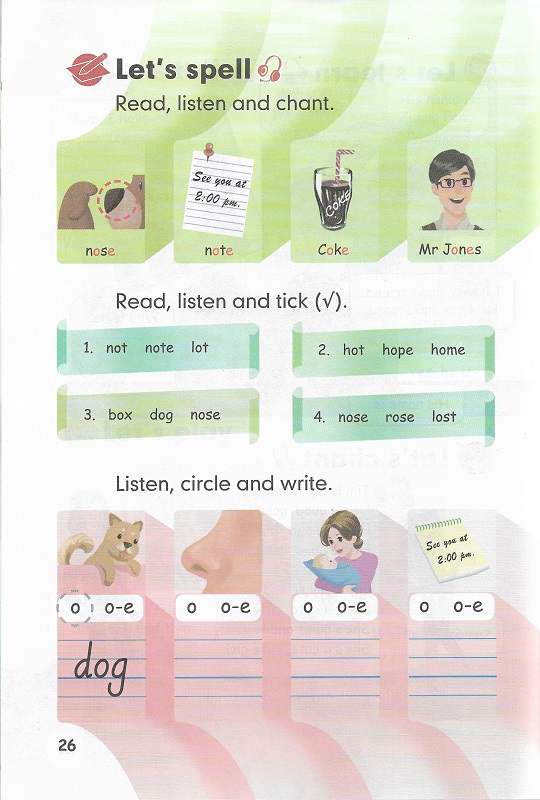 Let's spell
Read, listen and chant.
See you at
2:00 pm.
COKE
nose note Coke Mr Jones
Read, listen and tick (√).
1. not note lot
2. hot hope home
3. box dog nose
4. nose rose lost
Listen, circle and write.
See you at
2:00 pm.
o o-e o o-e o o-e o o-e
dog
26